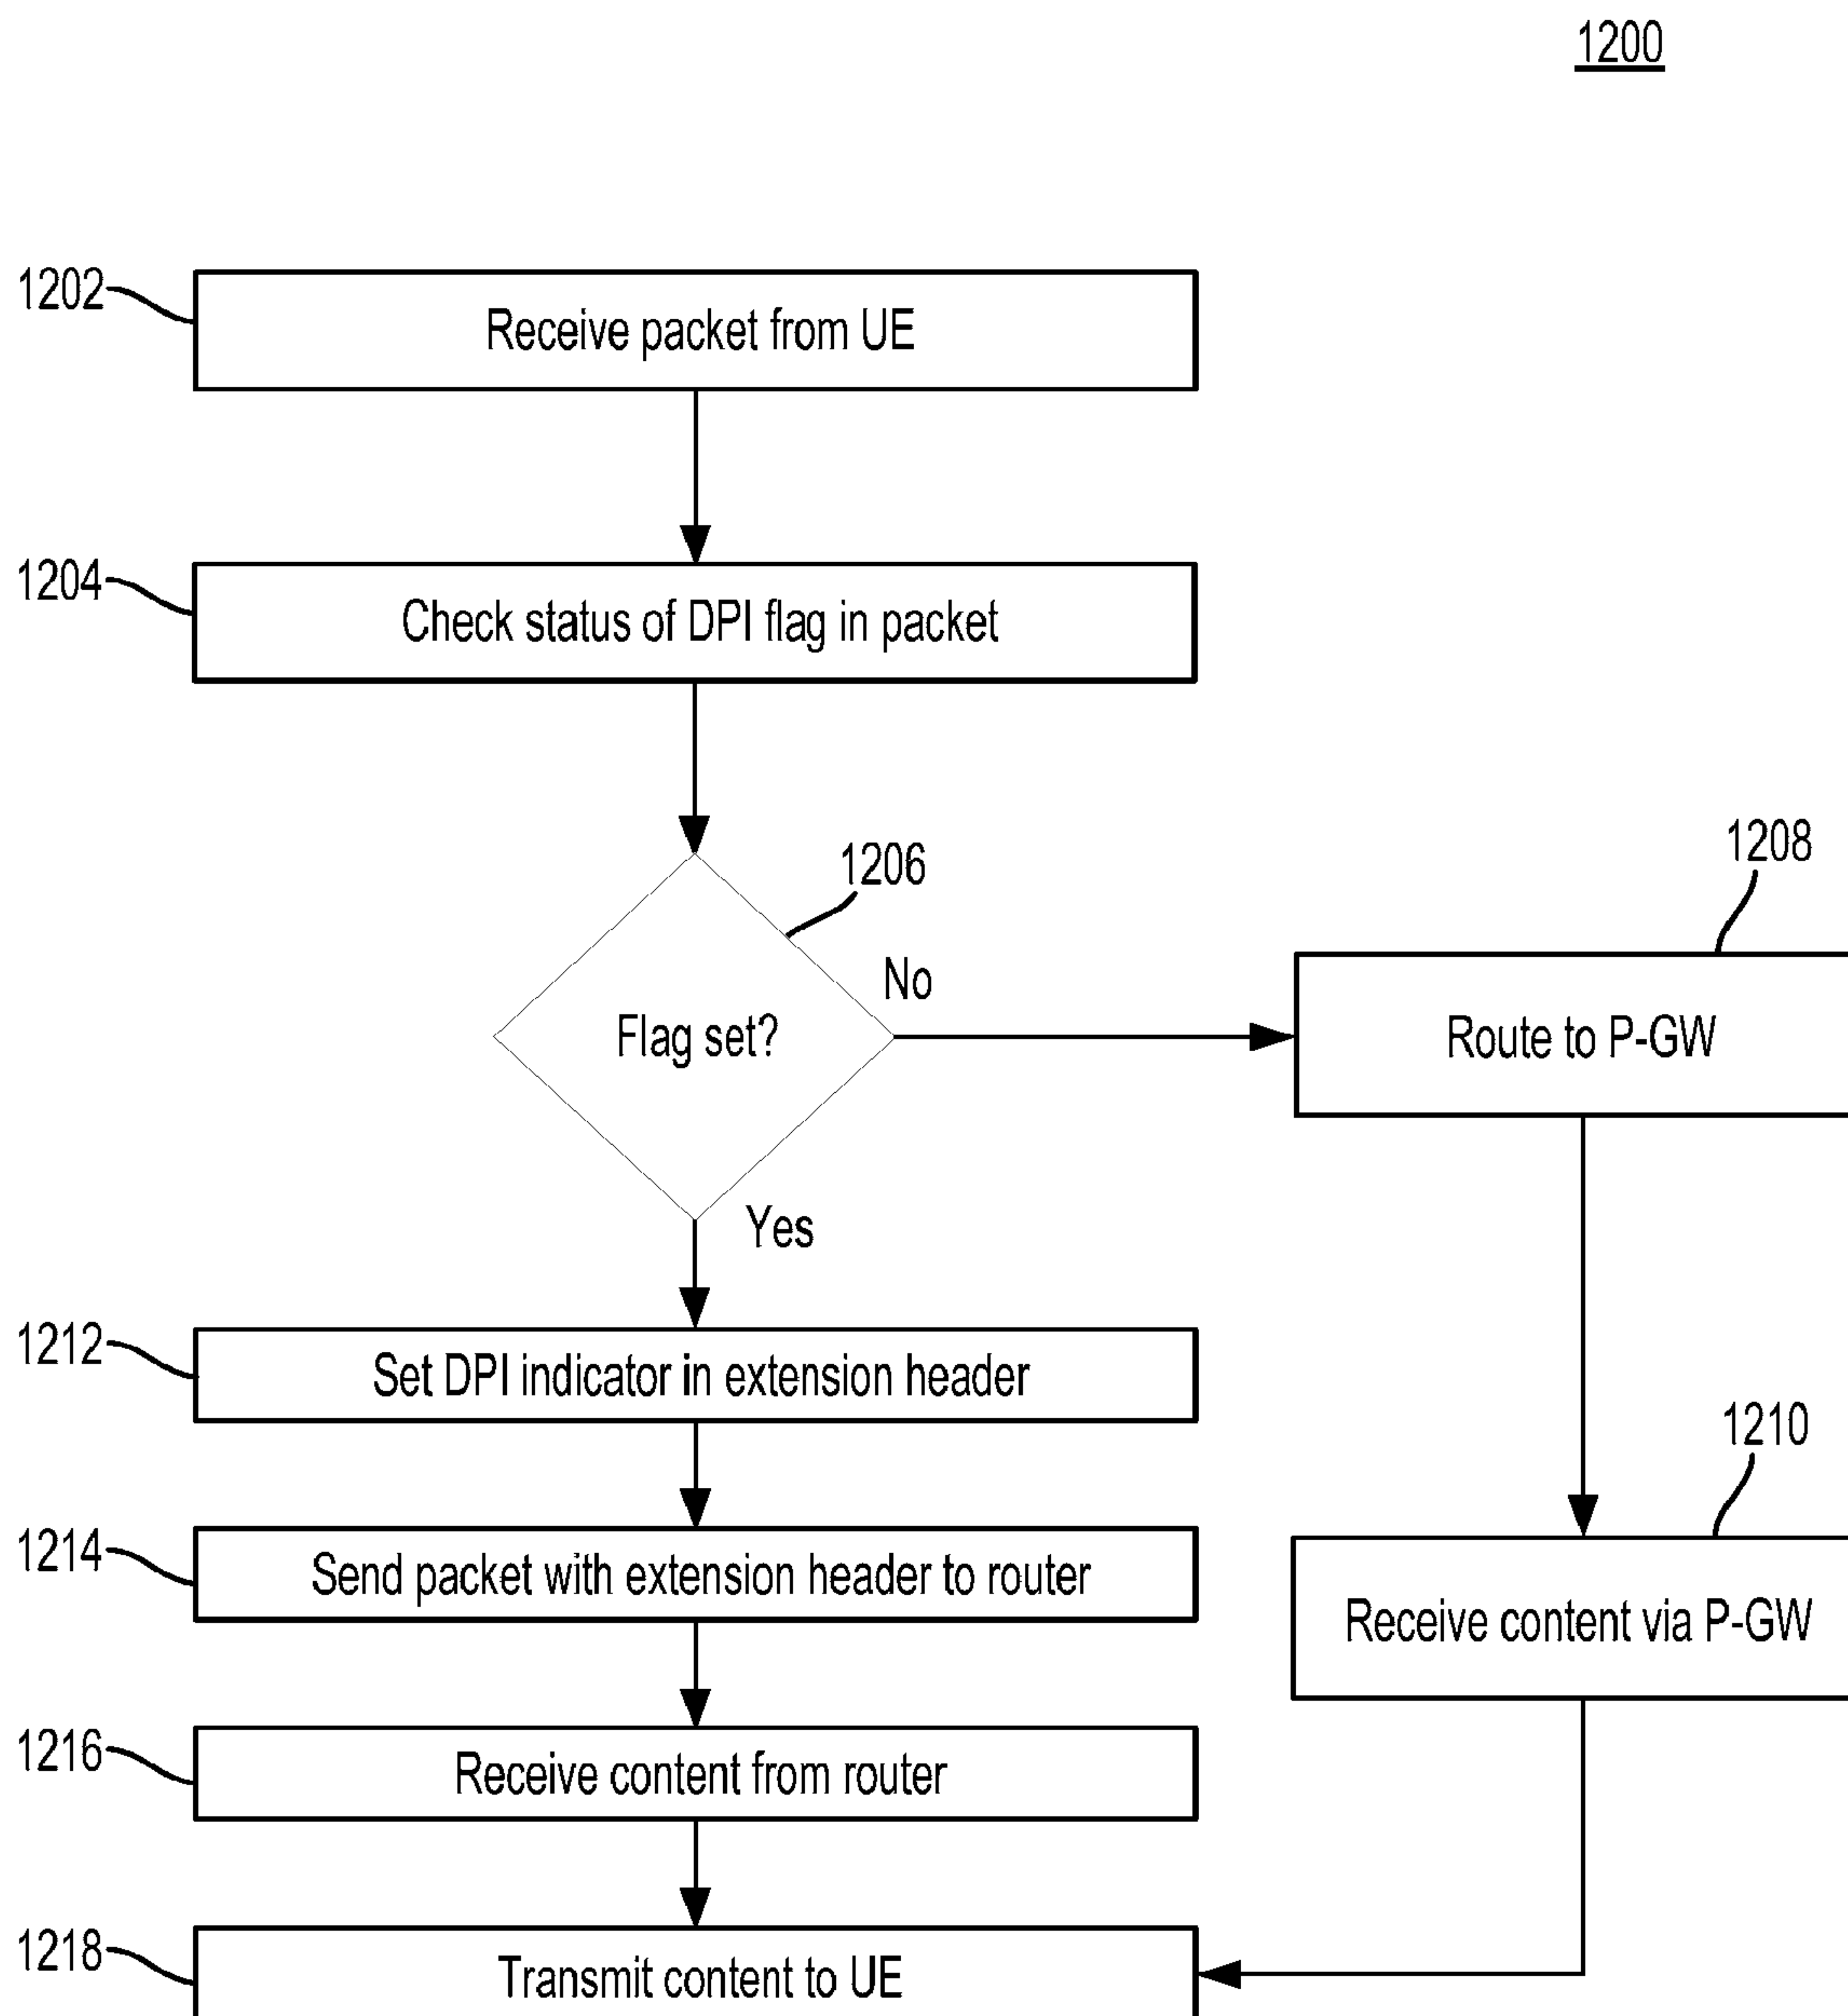 1200
1202
Receive packet from UE
1204
Check status of DPI flag in packet
1206
Flag set?
No
1208
Route to P-GW
Yes
1212
Set DPI indicator in extension header
1210
Receive content via P-GW
1214
Send packet with extension header to router
1216
Receive content from router
1218
Transmit content to UE